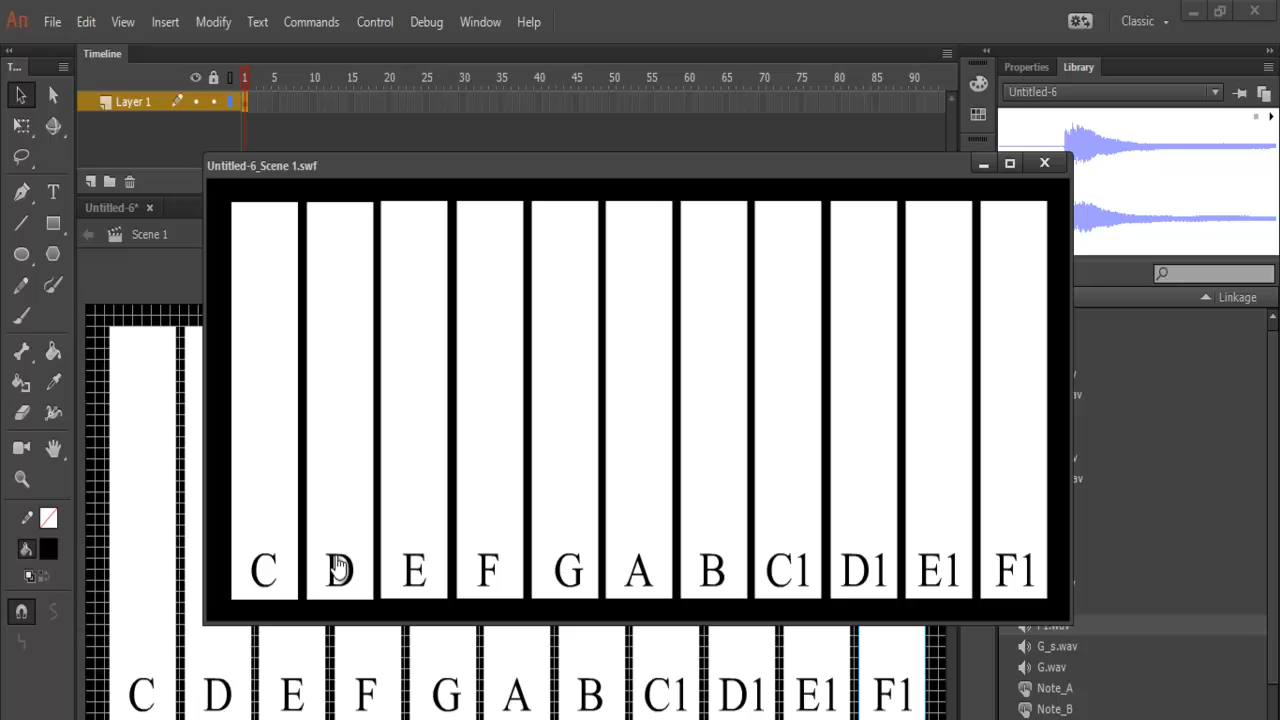 An File Edit View Insert Modify Text Commands Control Debug Window Help Classic
Timeline
T...
1 5 10 15 20 25 30 35 40 45 50 55 60 65 70 75 80 85 90
Layer 1
Properties Library
Untitled-6
Untitled-6_Scene 1.swf
Untitled-6*
Scene 1
Linkage
C D E F G A B C1 D1 E1 F1
G_s.wav
G.wav
Note_A
Note_B
C D E F G A B C1 D1 E1 F1